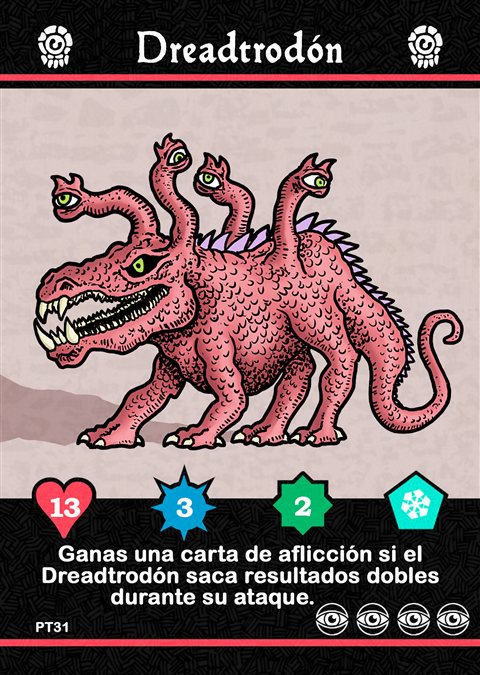 Dreadtrodón
13 3 2
Ganas una carta de aflicción si el
Dreadtrodón saca resultados dobles
durante su ataque.
PT31